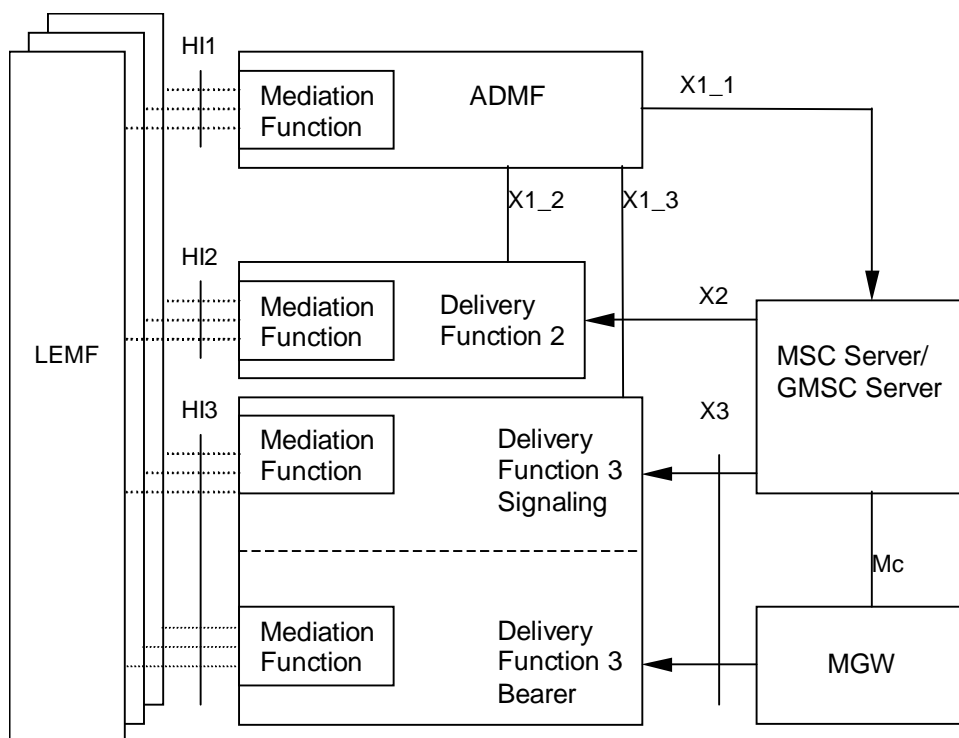 HI1
Mediation
Function
ADMF
X1_1
X1_2
X1_3
HI2
Mediation
Function
Delivery
Function 2
X2
LEMF
MSC Server/
GMSC Server
HI3
Mediation
Function
Delivery
Function 3
Signaling
X3
Mc
Mediation
Function
Delivery
Function 3
Bearer
MGW